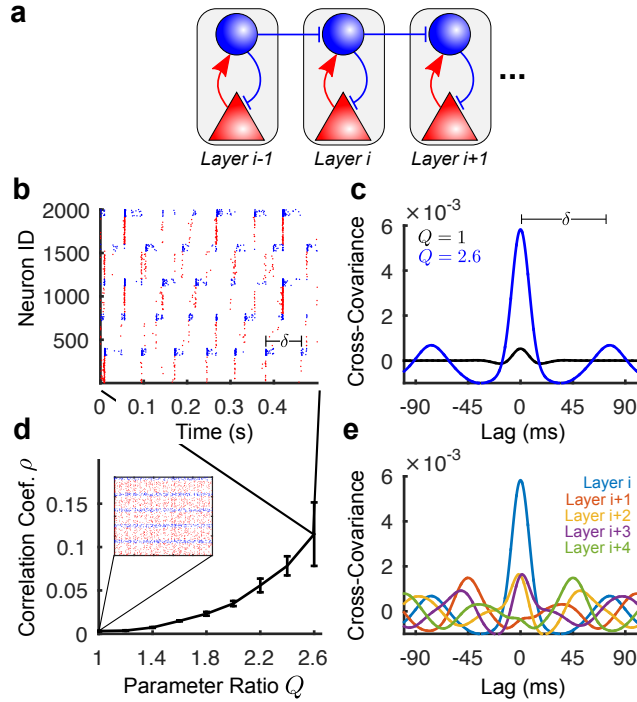 a
Layer i-1
Layer i
Layer i+1
...
b
2000
1500
1000
500
Neuron ID
δ
0
0.1
0.2
0.3
0.4
Time (s)
c
×10⁻³
6
4
2
0
Cross-Covariance
Q = 1
Q = 2.6
δ
-90
-45
0
45
90
Lag (ms)
d
0.15
0.1
0.05
0
Correlation Coef. ρ
1
1.4
1.8
2.2
2.6
Parameter Ratio Q
e
×10⁻³
6
4
2
0
Cross-Covariance
Layer i
Layer i+1
Layer i+2
Layer i+3
Layer i+4
-90
-45
0
45
90
Lag (ms)